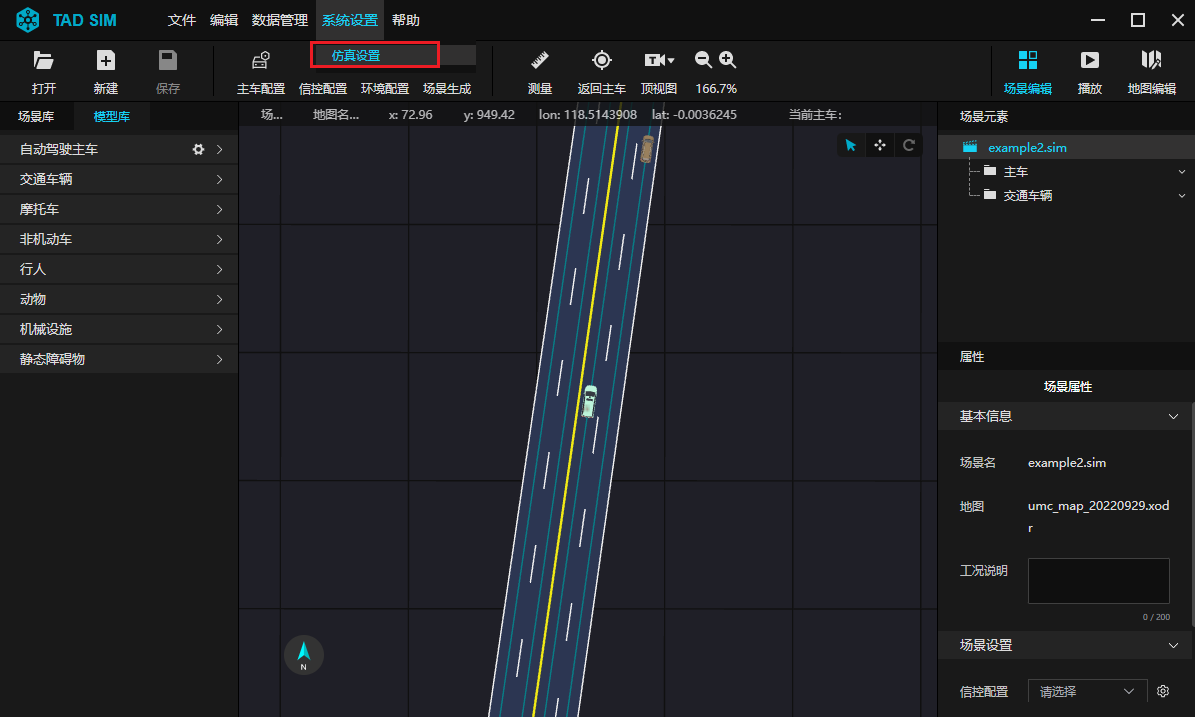 TAD SIM 文件 编辑 数据管理 系统设置 帮助
仿真设置
打开 新建 保存 主车配置 信控配置 环境配置 场景生成 测量 返回主车 顶视图 166.7% 场景编辑 播放 地图编辑
场景库 模型库
场... 地图名... x: 72.96 y: 949.42 lon: 118.5143908 lat: -0.0036245 当前主车:
自动驾驶主车
交通车辆
摩托车
非机动车
行人
动物
机械设施
静态障碍物
N
场景元素
example2.sim
主车
交通车辆
属性
场景属性
基本信息
场景名 example2.sim
地图 umc_map_20220929.xod
r
工况说明
0 / 200
场景设置
信控配置 请选择